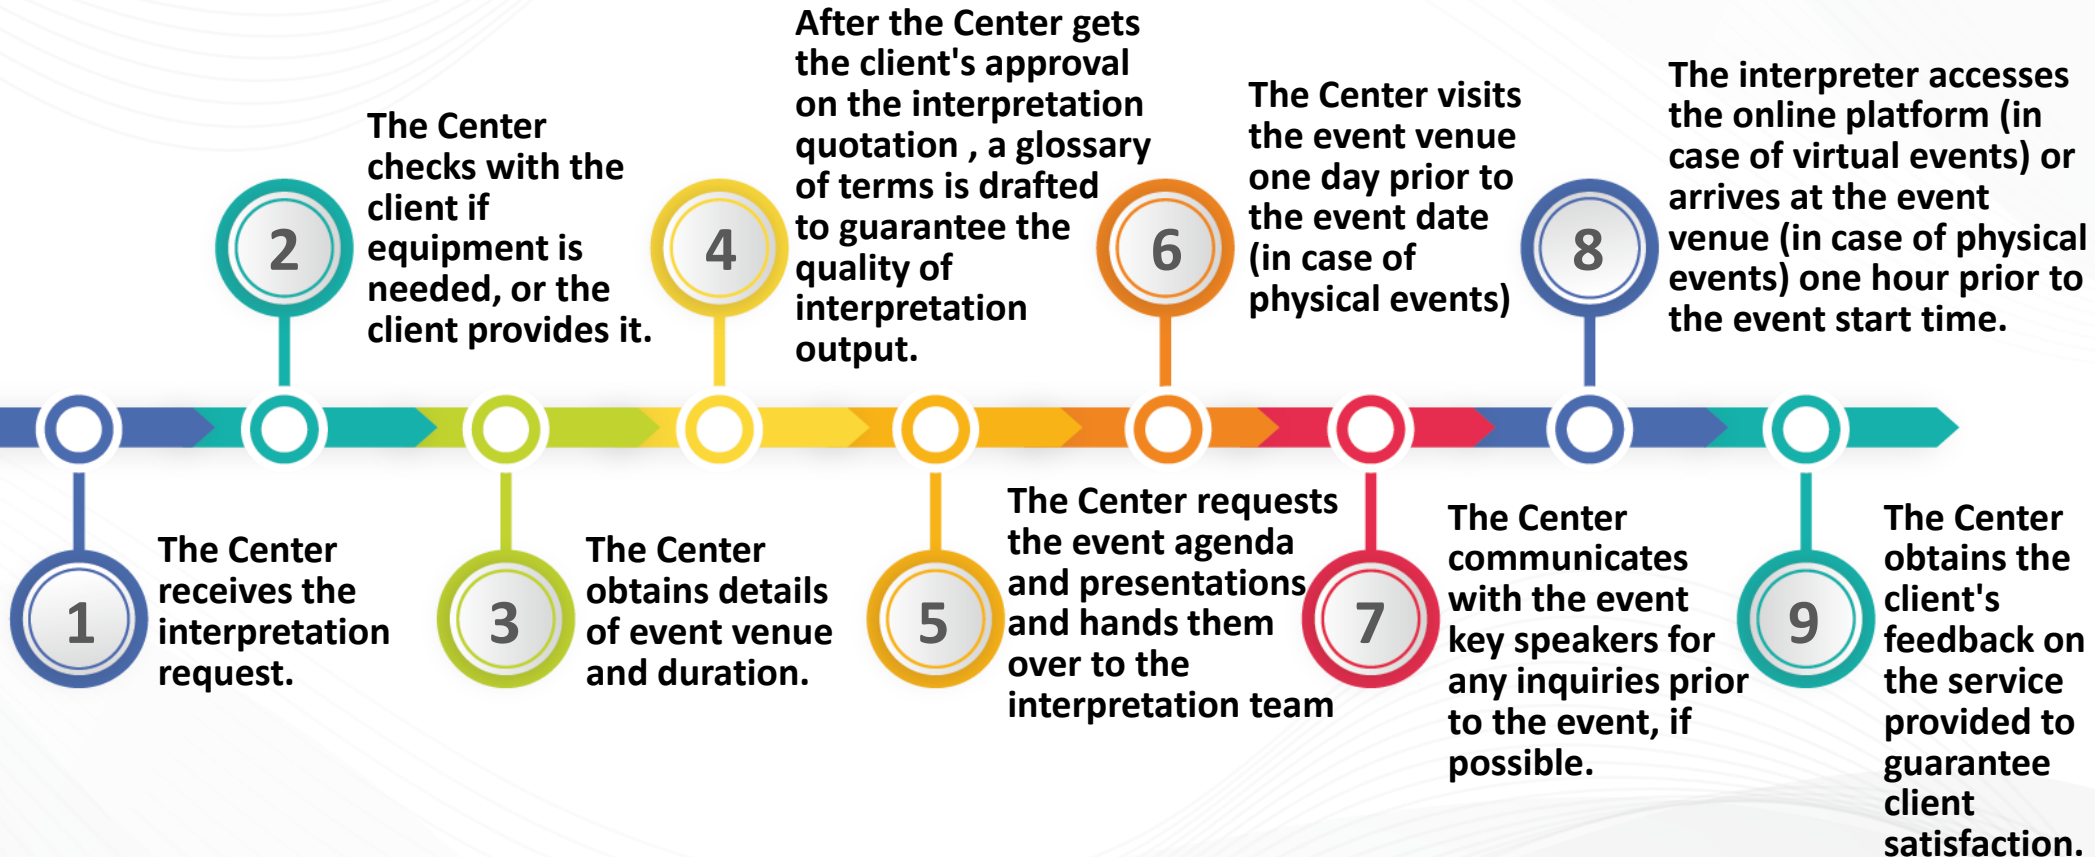 1
The Center
receives the
interpretation
request.
2
The Center
checks with the
client if
equipment is
needed, or the
client provides it.
3
The Center
obtains details
of event venue
and duration.
4
After the Center gets
the client's approval
on the interpretation
quotation , a glossary
of terms is drafted
to guarantee the
quality of
interpretation
output.
5
The Center requests
the event agenda
and presentations
and hands them
over to the
interpretation team
6
The Center visits
the event venue
one day prior to
the event date
(in case of
physical events)
7
The Center
communicates
with the event
key speakers for
any inquiries prior
to the event, if
possible.
8
The interpreter accesses
the online platform (in
case of virtual events) or
arrives at the event
venue (in case of physical
events) one hour prior to
the event start time.
9
The Center
obtains the
client's
feedback on
the service
provided to
guarantee
client
satisfaction.